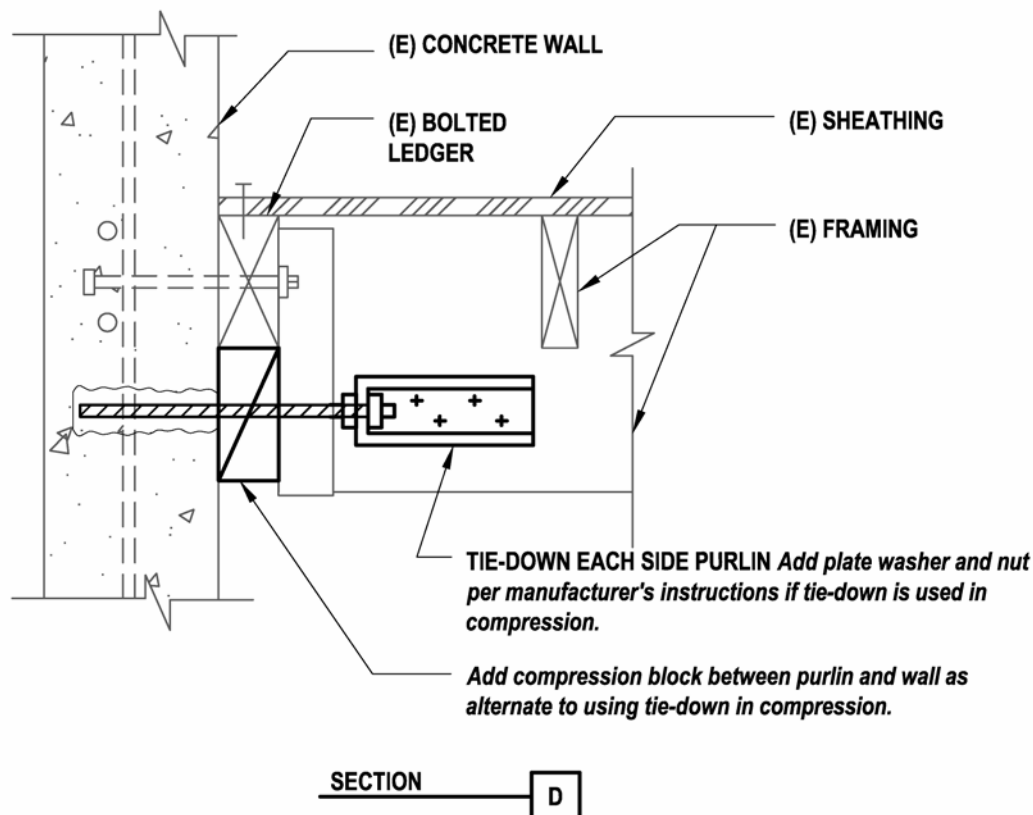 (E) CONCRETE WALL
(E) BOLTED
LEDGER
(E) SHEATHING
(E) FRAMING
TIE-DOWN EACH SIDE PURLIN Add plate washer and nut
per manufacturer's instructions if tie-down is used in
compression.
Add compression block between purlin and wall as
alternate to using tie-down in compression.
SECTION
D